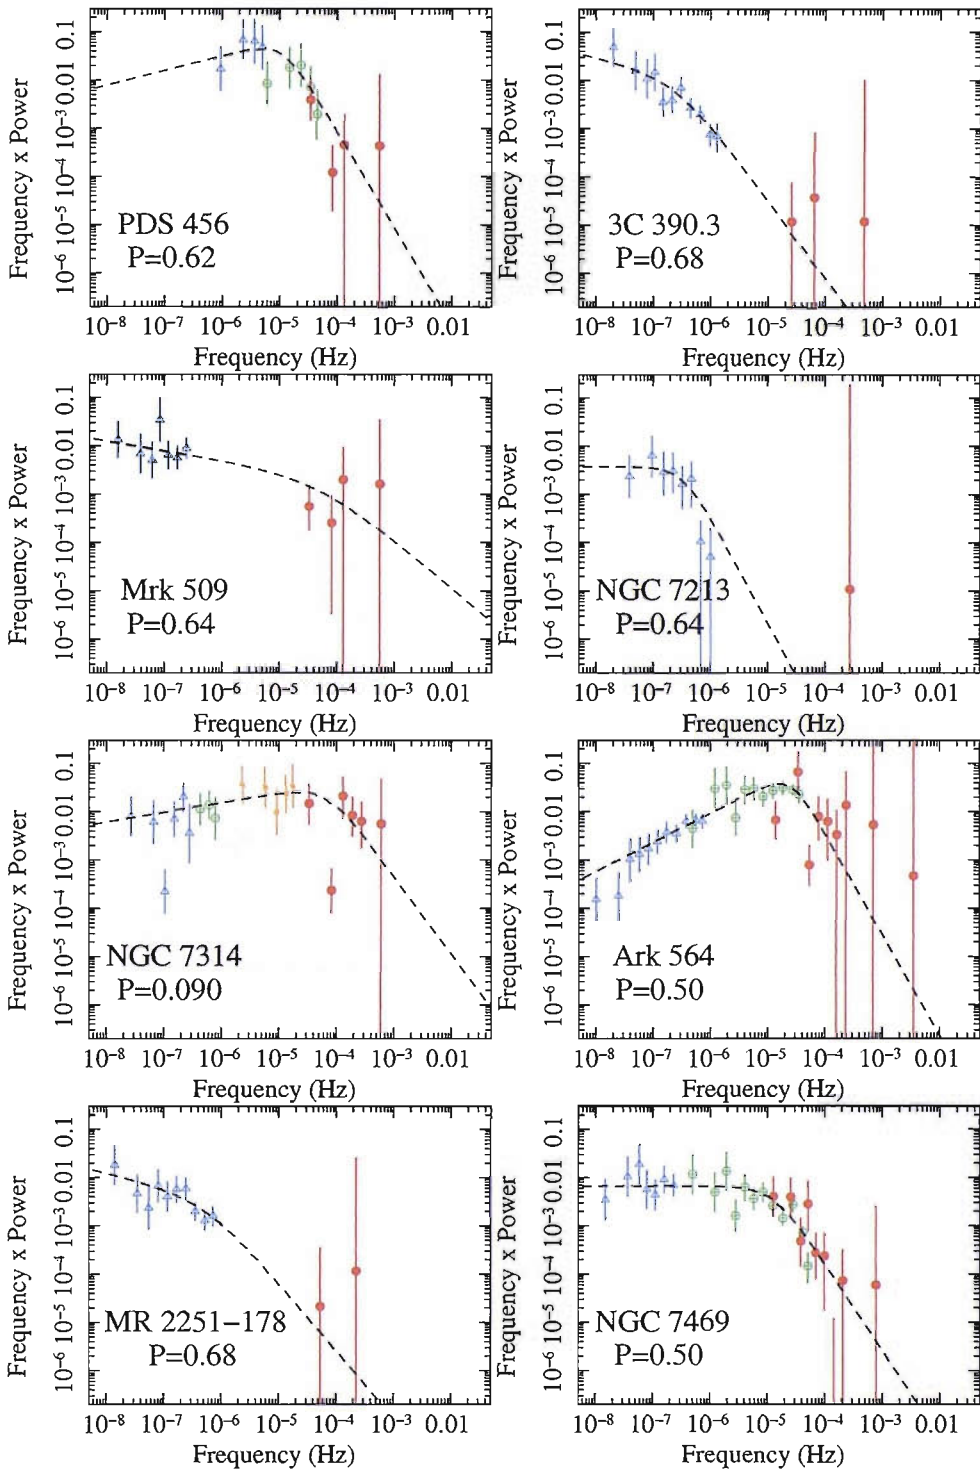 Frequency x Power
10⁻⁶ 10⁻⁵ 10⁻⁴ 10⁻³ 0.01 0.1
PDS 456
P=0.62
10⁻⁸ 10⁻⁷ 10⁻⁶ 10⁻⁵ 10⁻⁴ 10⁻³ 0.01
Frequency (Hz)
Frequency x Power
10⁻⁶ 10⁻⁵ 10⁻⁴ 10⁻³ 0.01 0.1
3C 390.3
P=0.68
10⁻⁸ 10⁻⁷ 10⁻⁶ 10⁻⁵ 10⁻⁴ 10⁻³ 0.01
Frequency (Hz)
Frequency x Power
10⁻⁶ 10⁻⁵ 10⁻⁴ 10⁻³ 0.01 0.1
Mrk 509
P=0.64
10⁻⁸ 10⁻⁷ 10⁻⁶ 10⁻⁵ 10⁻⁴ 10⁻³ 0.01
Frequency (Hz)
Frequency x Power
10⁻⁶ 10⁻⁵ 10⁻⁴ 10⁻³ 0.01 0.1
NGC 7213
P=0.64
10⁻⁸ 10⁻⁷ 10⁻⁶ 10⁻⁵ 10⁻⁴ 10⁻³ 0.01
Frequency (Hz)
Frequency x Power
10⁻⁶ 10⁻⁵ 10⁻⁴ 10⁻³ 0.01 0.1
NGC 7314
P=0.090
10⁻⁸ 10⁻⁷ 10⁻⁶ 10⁻⁵ 10⁻⁴ 10⁻³ 0.01
Frequency (Hz)
Frequency x Power
10⁻⁶ 10⁻⁵ 10⁻⁴ 10⁻³ 0.01 0.1
Ark 564
P=0.50
10⁻⁸ 10⁻⁷ 10⁻⁶ 10⁻⁵ 10⁻⁴ 10⁻³ 0.01
Frequency (Hz)
Frequency x Power
10⁻⁶ 10⁻⁵ 10⁻⁴ 10⁻³ 0.01 0.1
MR 2251−178
P=0.68
10⁻⁸ 10⁻⁷ 10⁻⁶ 10⁻⁵ 10⁻⁴ 10⁻³ 0.01
Frequency (Hz)
Frequency x Power
10⁻⁶ 10⁻⁵ 10⁻⁴ 10⁻³ 0.01 0.1
NGC 7469
P=0.50
10⁻⁸ 10⁻⁷ 10⁻⁶ 10⁻⁵ 10⁻⁴ 10⁻³ 0.01
Frequency (Hz)